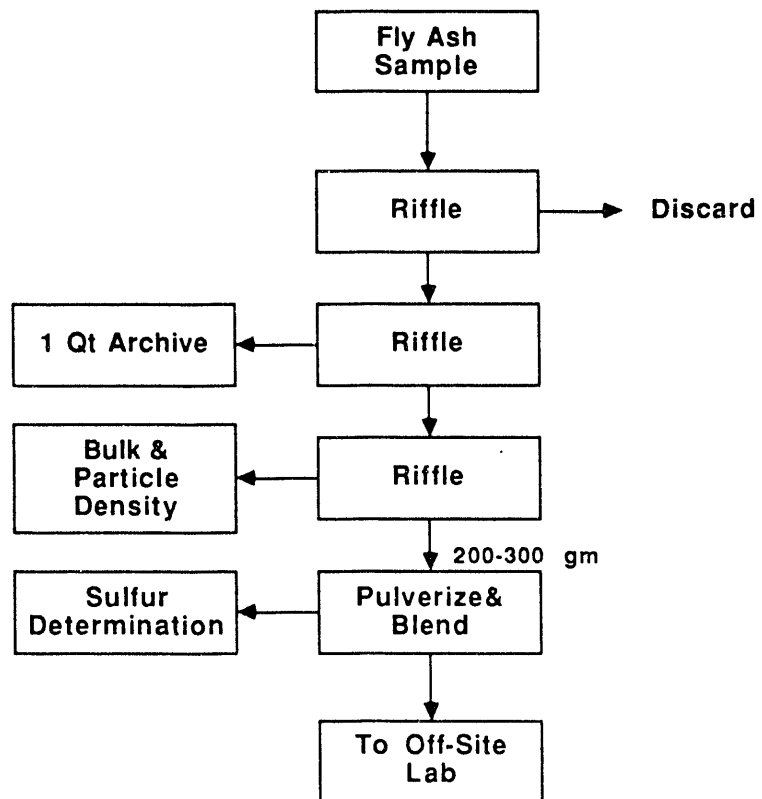 Fly Ash
Sample
Riffle
Discard
1 Qt Archive
Riffle
Bulk &
Particle
Density
Riffle
200-300 gm
Sulfur
Determination
Pulverize&
Blend
To Off-Site
Lab